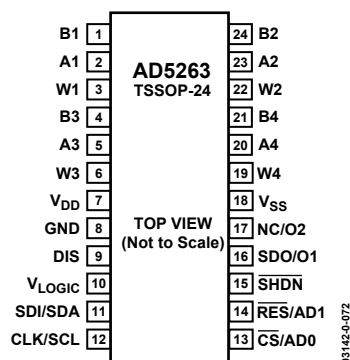 B1 1 24 B2
A1 2 AD5263 23 A2
W1 3 TSSOP-24 22 W2
B3 4 21 B4
A3 5 20 A4
W3 6 19 W4
VDD 7 18 VSS
GND 8 TOP VIEW 17 NC/O2
DIS 9 (Not to Scale) 16 SDO/O1
VLOGIC 10 15 SHDN
SDI/SDA 11 14 RES/AD1
CLK/SCL 12 13 CS/AD0
03142-0-072